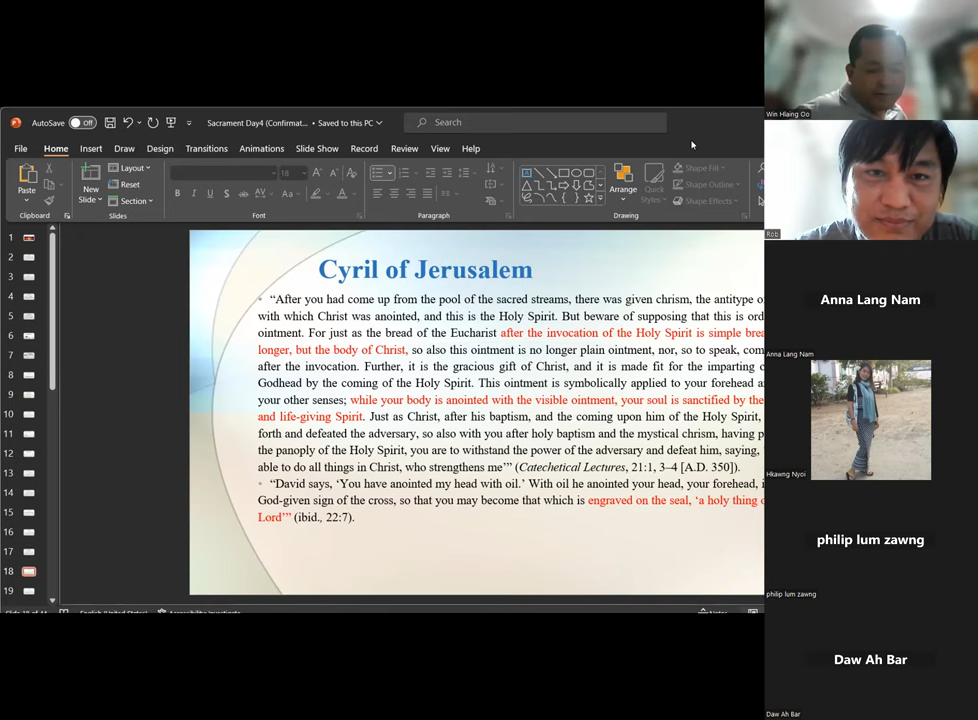 AutoSave Off Sacrament Day4 (Confirmat... • Saved to this PC Search
File Home Insert Draw Design Transitions Animations Slide Show Record Review View Help
Paste
Clipboard
New
Slide
Layout
Reset
Section
Slides
18
B I U S ab AV Aa A
Font
Paragraph
Arrange
Quick
Styles
Shape Fill
Shape Outline
Shape Effects
Drawing
1
2
3
4
5
6
7
8
9
10
11
12
13
14
15
16
17
18
19
Cyril of Jerusalem
• “After you had come up from the pool of the sacred streams, there was given chrism, the antitype o
with which Christ was anointed, and this is the Holy Spirit. But beware of supposing that this is ord
ointment. For just as the bread of the Eucharist after the invocation of the Holy Spirit is simple brea
longer, but the body of Christ, so also this ointment is no longer plain ointment, nor, so to speak, com
after the invocation. Further, it is the gracious gift of Christ, and it is made fit for the imparting o
Godhead by the coming of the Holy Spirit. This ointment is symbolically applied to your forehead a
your other senses; while your body is anointed with the visible ointment, your soul is sanctified by the
and life-giving Spirit. Just as Christ, after his baptism, and the coming upon him of the Holy Spirit,
forth and defeated the adversary, so also with you after holy baptism and the mystical chrism, having p
the panoply of the Holy Spirit, you are to withstand the power of the adversary and defeat him, saying,
able to do all things in Christ, who strengthens me’” (Catechetical Lectures, 21:1, 3–4 [A.D. 350]).
• “David says, ‘You have anointed my head with oil.’ With oil he anointed your head, your forehead, i
God-given sign of the cross, so that you may become that which is engraved on the seal, ‘a holy thing o
Lord’” (ibid., 22:7).
Win Hlaing Oo
Rob
Anna Lang Nam
Anna Lang Nam
Hkawng Nyoi
philip lum zawng
philip lum zawng
Daw Ah Bar
Daw Ah Bar